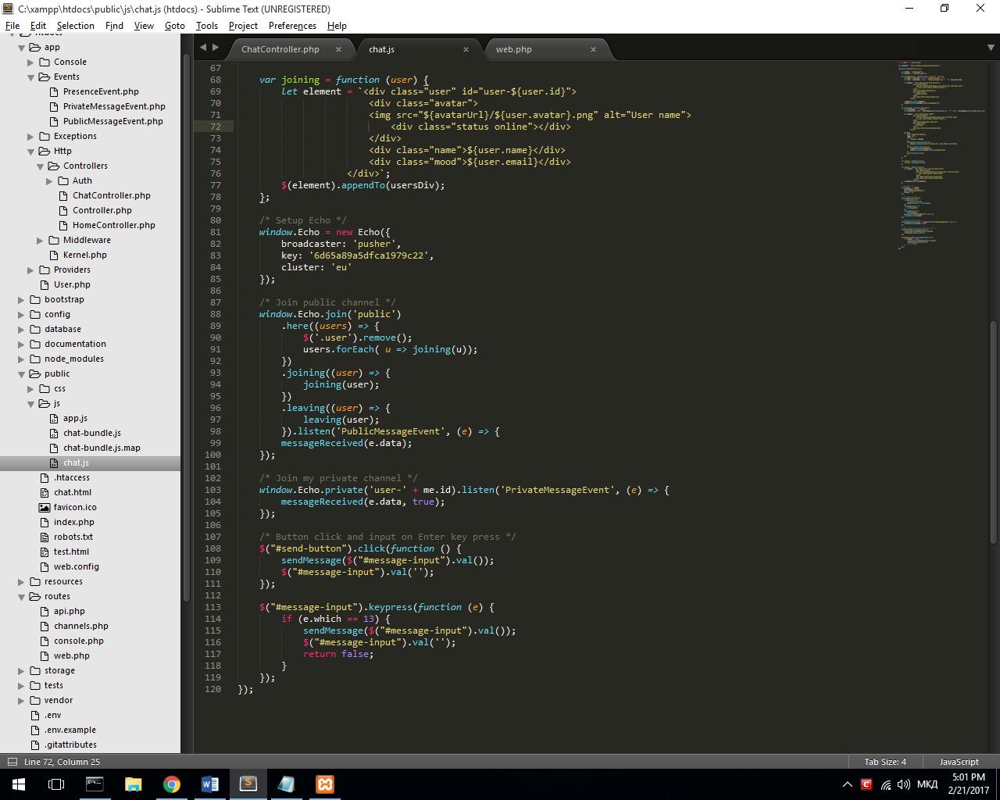 C:\xampp\htdocs\public\js\chat.js (htdocs) - Sublime Text (UNREGISTERED)
File Edit Selection Find View Goto Tools Project Preferences Help
htdocs
app
Console
Events
PresenceEvent.php
PrivateMessageEvent.php
PublicMessageEvent.php
Exceptions
Http
Controllers
Auth
ChatController.php
Controller.php
HomeController.php
Middleware
Kernel.php
Providers
User.php
bootstrap
config
database
documentation
node_modules
public
css
js
app.js
chat-bundle.js
chat-bundle.js.map
chat.js
.htaccess
chat.html
favicon.ico
index.php
robots.txt
test.html
web.config
resources
routes
api.php
channels.php
console.php
web.php
storage
tests
vendor
.env
.env.example
.gitattributes
ChatController.php × chat.js × web.php ×
67
68 var joining = function (user) {
69 let element = `<div class="user" id="user-${user.id}">
70 <div class="avatar">
71 <img src="${avatarUrl}/${user.avatar}.png" alt="User name">
72 <div class="status online"></div>
73 </div>
74 <div class="name">${user.name}</div>
75 <div class="mood">${user.email}</div>
76 </div>`;
77 $(element).appendTo(usersDiv);
78 };
79
80 /* Setup Echo */
81 window.Echo = new Echo({
82 broadcaster: 'pusher',
83 key: '6d65a89a5dfca1979c22',
84 cluster: 'eu'
85 });
86
87 /* Join public channel */
88 window.Echo.join('public')
89 .here((users) => {
90 $('.user').remove();
91 users.forEach( u => joining(u));
92 })
93 .joining((user) => {
94 joining(user);
95 })
96 .leaving((user) => {
97 leaving(user);
98 }).listen('PublicMessageEvent', (e) => {
99 messageReceived(e.data);
100 });
101
102 /* Join my private channel */
103 window.Echo.private('user-' + me.id).listen('PrivateMessageEvent', (e) => {
104 messageReceived(e.data, true);
105 });
106
107 /* Button click and input on Enter key press */
108 $("#send-button").click(function () {
109 sendMessage($("#message-input").val());
110 $("#message-input").val('');
111 });
112
113 $("#message-input").keypress(function (e) {
114 if (e.which == 13) {
115 sendMessage($("#message-input").val());
116 $("#message-input").val('');
117 return false;
118 }
119 });
120 });
Line 72, Column 25 Tab Size: 4 JavaScript
МКД 5:01 PM
2/21/2017